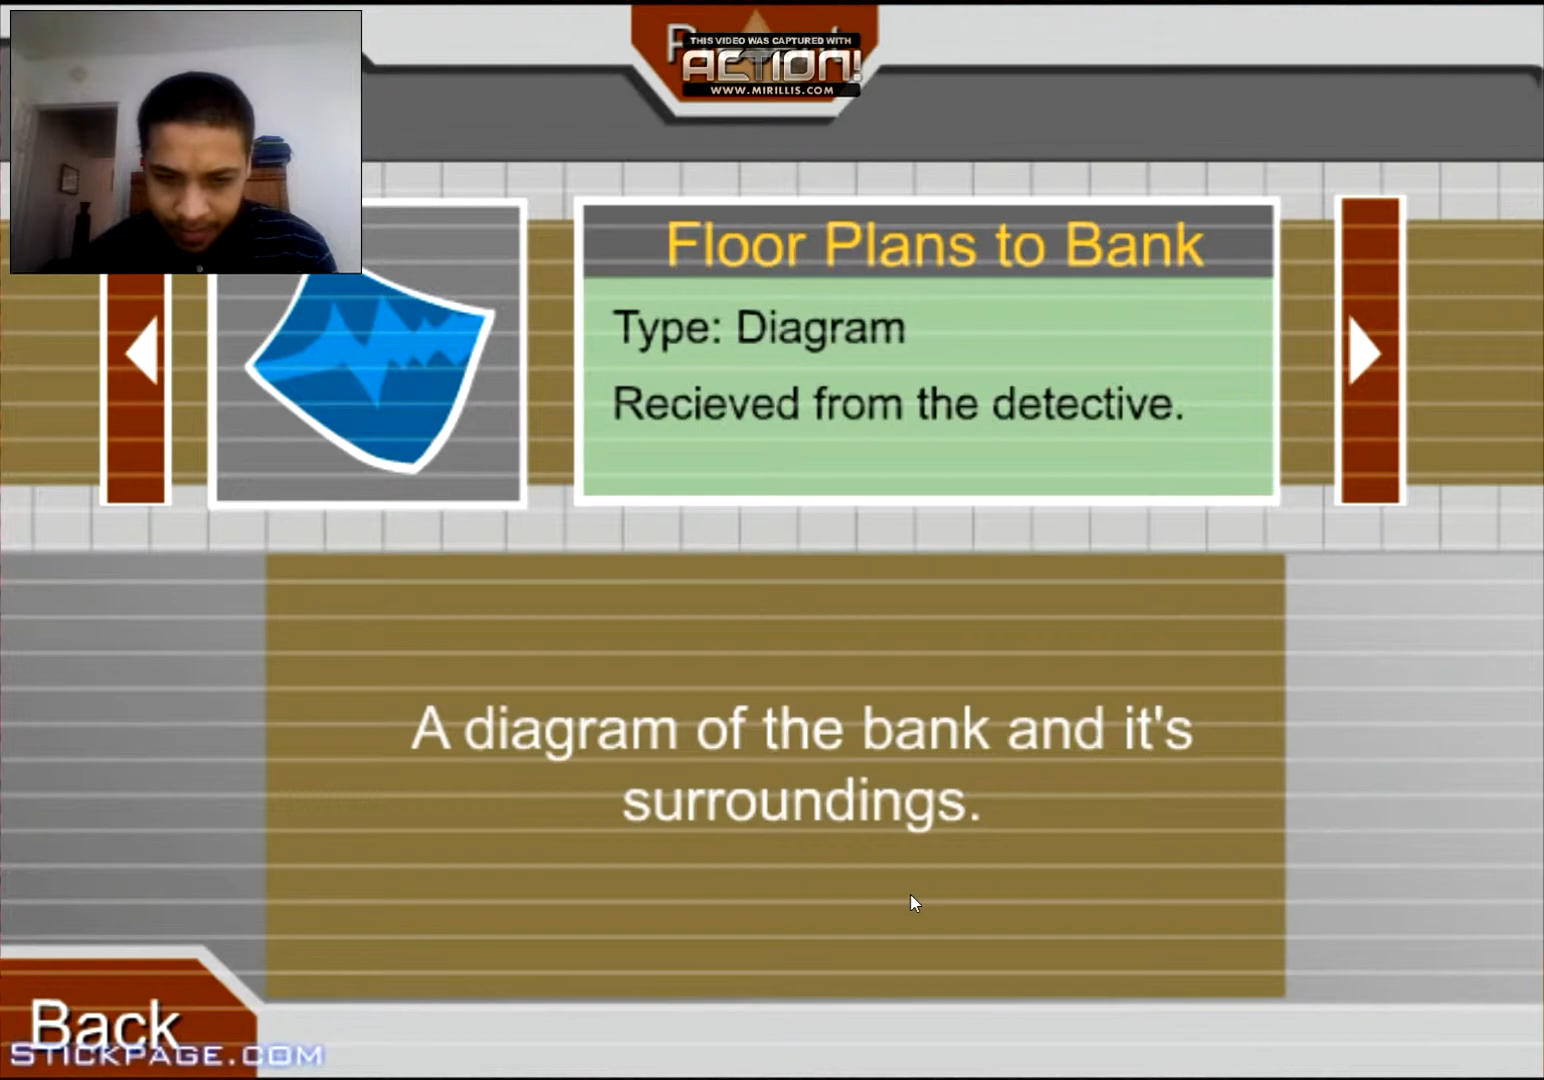 THIS VIDEO WAS CAPTURED WITH
ACTION!
WWW.MIRILLIS.COM
Floor Plans to Bank
Type: Diagram
Recieved from the detective.
A diagram of the bank and it's
surroundings.
Back
STICKPAGE.COM